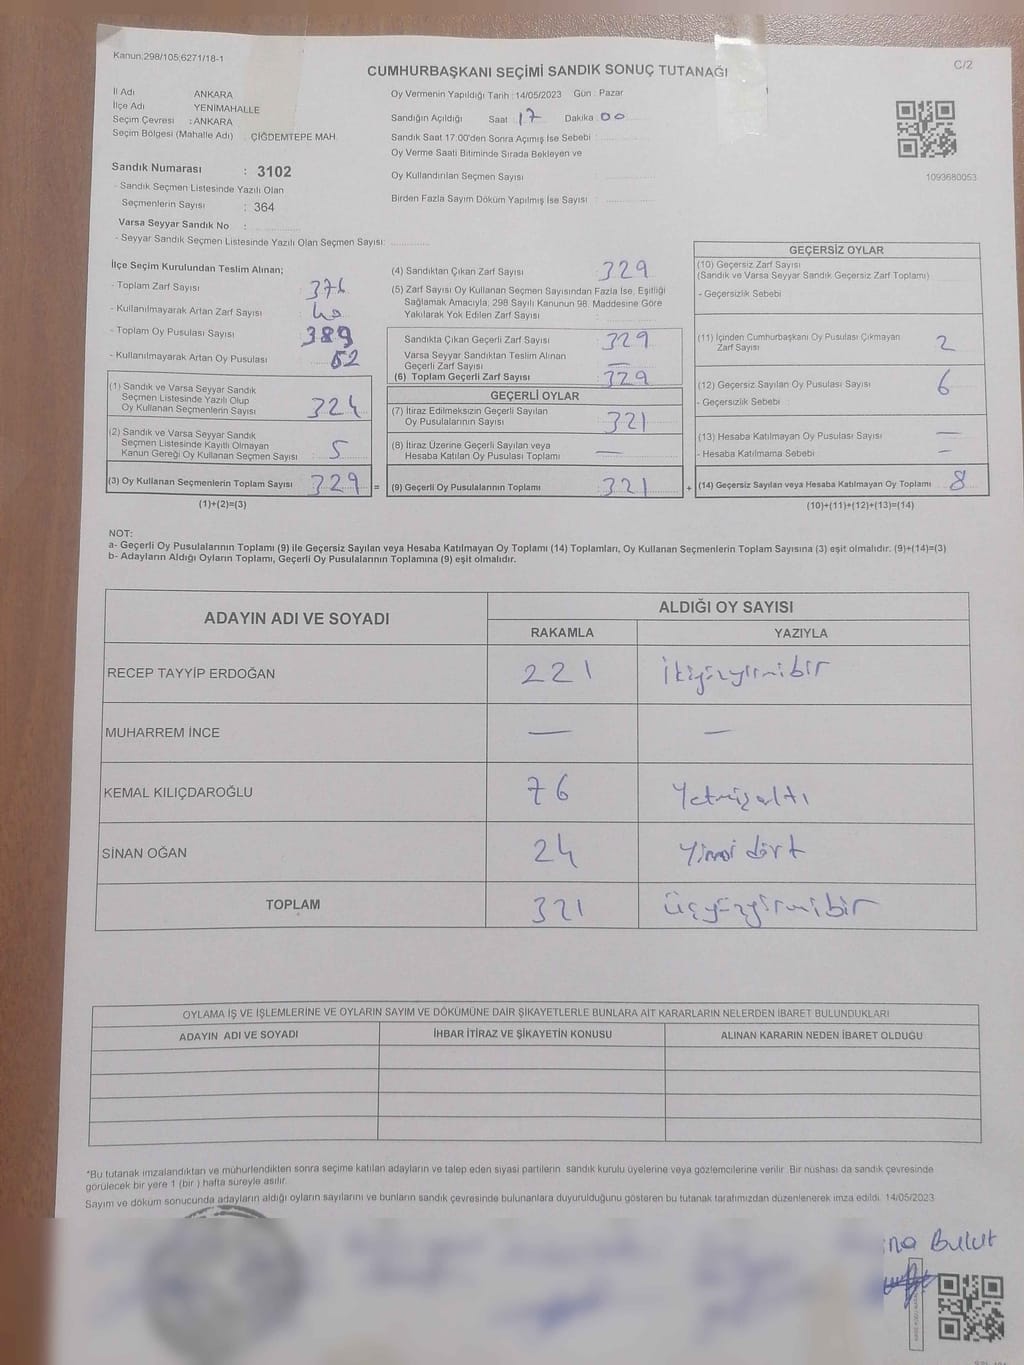 Kanun;298/105;6271/18-1
C/2
CUMHURBAŞKANI SEÇİMİ SANDIK SONUÇ TUTANAĞI
İl Adı ANKARA
İlçe Adı YENİMAHALLE
Seçim Çevresi : ANKARA
Seçim Bölgesi (Mahalle Adı) . ÇİĞDEMTEPE MAH.
Oy Vermenin Yapıldığı Tarih : 14/05/2023 Gün : Pazar
Sandığın Açıldığı Saat 17 Dakika 00
Sandık Saat 17:00'den Sonra Açımış İse Sebebi :
Oy Verme Saati Bitiminde Sırada Bekleyen ve
Oy Kullandırılan Seçmen Sayısı
Birden Fazla Sayım Döküm Yapılmış İse Sayısı :
1093680053
Sandık Numarası : 3102
- Sandık Seçmen Listesinde Yazılı Olan
Seçmenlerin Sayısı : 364
Varsa Seyyar Sandık No :
- Seyyar Sandık Seçmen Listesinde Yazılı Olan Seçmen Sayısı:
İlçe Seçim Kurulundan Teslim Alınan;
- Toplam Zarf Sayısı
- Kullanılmayarak Artan Zarf Sayısı 40
- Toplam Oy Pusulası Sayısı 389
- Kullanılmayarak Artan Oy Pusulası 52
(1) Sandık ve Varsa Seyyar Sandık
Seçmen Listesinde Yazılı Olup
Oy Kullanan Seçmenlerin Sayısı 324
(2) Sandık ve Varsa Seyyar Sandık
Seçmen Listesinde Kayıtlı Olmayan
Kanun Gereği Oy Kullanan Seçmen Sayısı : 5
(3) Oy Kullanan Seçmenlerin Toplam Sayısı 329 =
(1)+(2)=(3)
(4) Sandıktan Çıkan Zarf Sayısı 329
(5) Zarf Sayısı Oy Kullanan Seçmen Sayısından Fazla İse, Eşitliği
Sağlamak Amacıyla; 298 Sayılı Kanunun 98. Maddesine Göre
Yakılarak Yok Edilen Zarf Sayısı
Sandıkta Çıkan Geçerli Zarf Sayısı 329
Varsa Seyyar Sandıktan Teslim Alınan
Geçerli Zarf Sayısı —
(6) Toplam Geçerli Zarf Sayısı 329
GEÇERLİ OYLAR
(7) İtiraz Edilmeksizin Geçerli Sayılan
Oy Pusulalarının Sayısı 321
(8) İtiraz Üzerine Geçerli Sayılan veya
Hesaba Katılan Oy Pusulası Toplamı —
(9) Geçerli Oy Pusulalarının Toplamı 321 +
GEÇERSİZ OYLAR
(10) Geçersiz Zarf Sayısı
(Sandık ve Varsa Seyyar Sandık Geçersiz Zarf Toplamı)
- Geçersizlik Sebebi
(11) İçinden Cumhurbaşkanı Oy Pusulası Çıkmayan
Zarf Sayısı 2
(12) Geçersiz Sayılan Oy Pusulası Sayısı 6
- Geçersizlik Sebebi
(13) Hesaba Katılmayan Oy Pusulası Sayısı —
- Hesaba Katılmama Sebebi –
(14) Geçersiz Sayılan veya Hesaba Katılmayan Oy Toplamı 8
(10)+(11)+(12)+(13)=(14)
NOT:
a- Geçerli Oy Pusulalarının Toplamı (9) ile Geçersiz Sayılan veya Hesaba Katılmayan Oy Toplamı (14) Toplamları, Oy Kullanan Seçmenlerin Toplam Sayısına (3) eşit olmalıdır. (9)+(14)=(3)
b- Adayların Aldığı Oyların Toplamı, Geçerli Oy Pusulalarının Toplamına (9) eşit olmalıdır.
ADAYIN ADI VE SOYADI ALDIĞI OY SAYISI
RAKAMLA YAZIYLA
RECEP TAYYİP ERDOĞAN 221 ikiyüzyirmibir
MUHARREM İNCE — —
KEMAL KILIÇDAROĞLU 76 Yetmişaltı
SİNAN OĞAN 24 Yirmi dört
TOPLAM 321 Üçyüzyirmibir
OYLAMA İŞ VE İŞLEMLERİNE VE OYLARIN SAYIM VE DÖKÜMÜNE DAİR ŞİKAYETLERLE BUNLARA AİT KARARLARIN NELERDEN İBARET BULUNDUKLARI
ADAYIN ADI VE SOYADI İHBAR İTİRAZ VE ŞİKAYETİN KONUSU ALINAN KARARIN NEDEN İBARET OLDUĞU
*Bu tutanak imzalandıktan ve mühürlendikten sonra seçime katılan adayların ve talep eden siyasi partilerin sandık kurulu üyelerine veya gözlemcilerine verilir. Bir nüshası da sandık çevresinde
görülecek bir yere 1 (bir ) hafta süreyle asılır.
Sayım ve döküm sonucunda adayların aldığı oyların sayılarını ve bunların sandık çevresinde bulunanlara duyurulduğunu gösteren bu tutanak tarafımızdan düzenlenerek imza edildi. 14/05/2023
Bulut